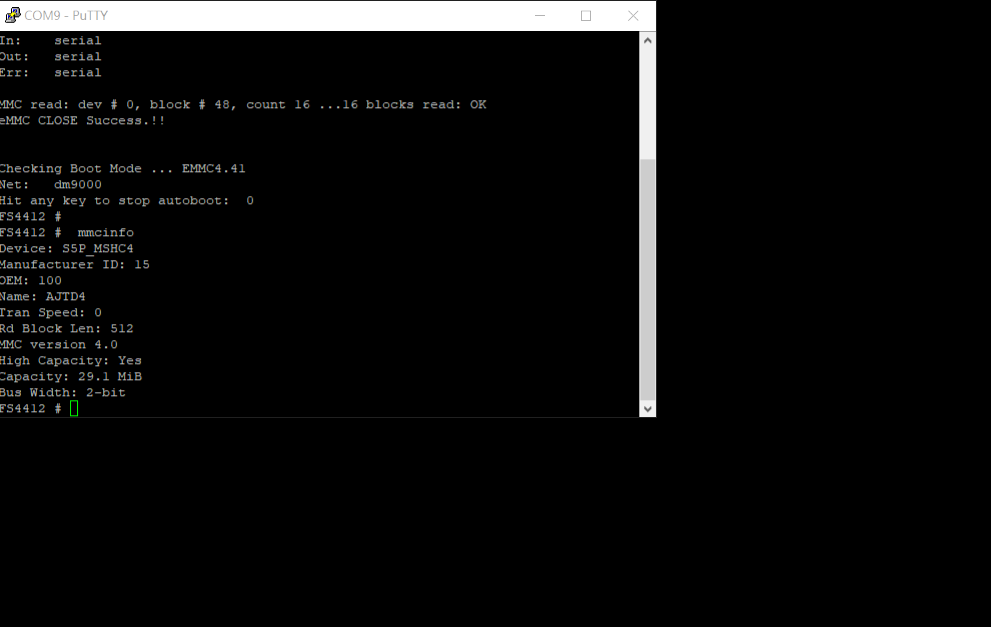 COM9 - PuTTY
In:    serial
Out:   serial
Err:   serial
MMC read: dev # 0, block # 48, count 16 ...16 blocks read: OK
eMMC CLOSE Success.!!
Checking Boot Mode ... EMMC4.41
Net:   dm9000
Hit any key to stop autoboot:  0
FS4412 #
FS4412 #  mmcinfo
Device: S5P_MSHC4
Manufacturer ID: 15
OEM: 100
Name: AJTD4
Tran Speed: 0
Rd Block Len: 512
MMC version 4.0
High Capacity: Yes
Capacity: 29.1 MiB
Bus Width: 2-bit
FS4412 #